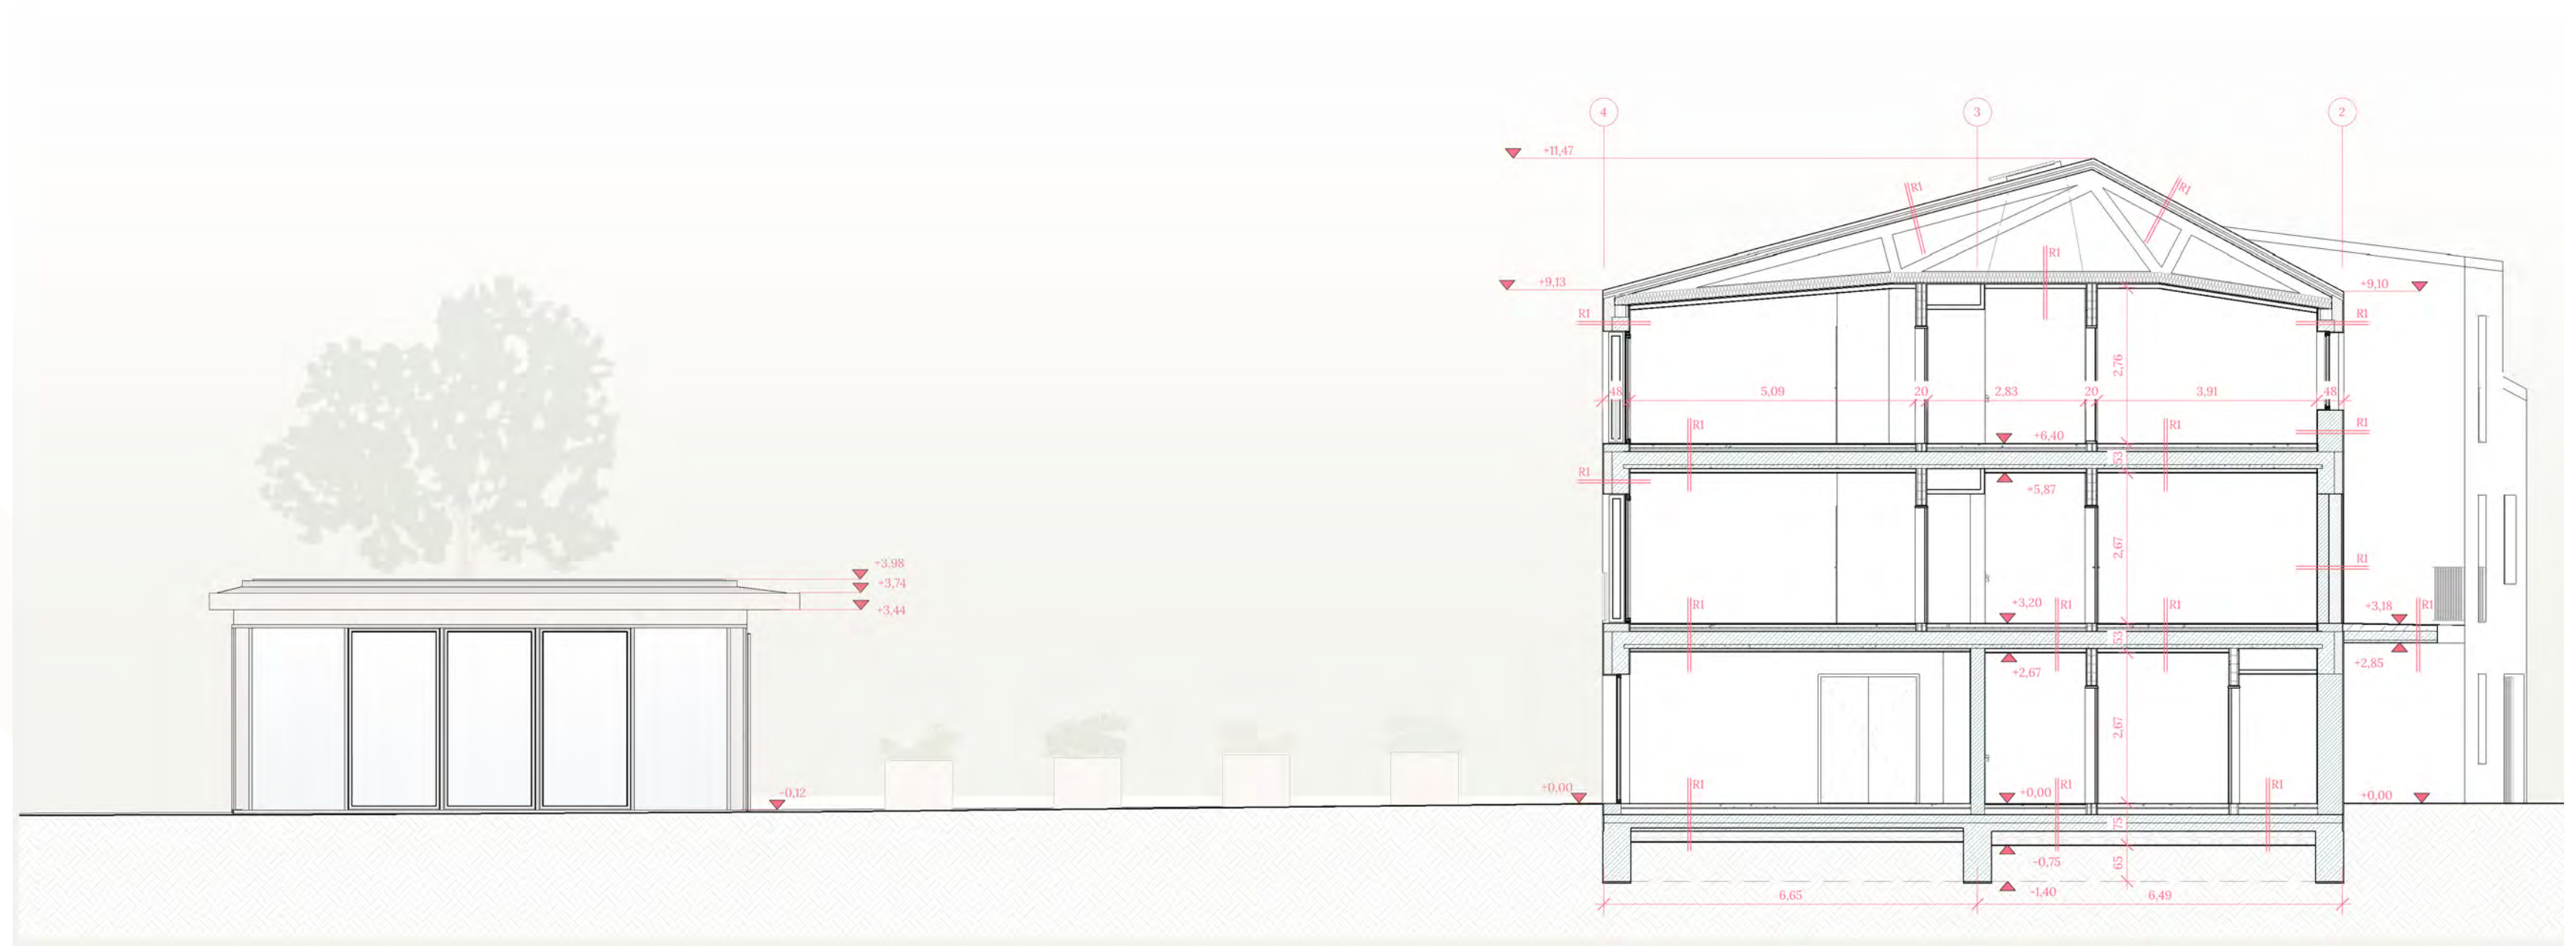 4 3 2
+11,47
R1 R1
R1
+9,13 +9,10
R1 R1
2,76
48 5,09 20 2,83 20 3,91 48
R1 R1 R1
+6,40
53
R1
+5,87
2,67
R1
+3,98
+3,74
+3,44
R1 +3,20 R1 R1 +3,18 R1
53
+2,67 +2,85
2,67
-0,12 +0,00 R1 +0,00 R1 R1 +0,00
75
-0,75
65
-1,40
6,65 6,49